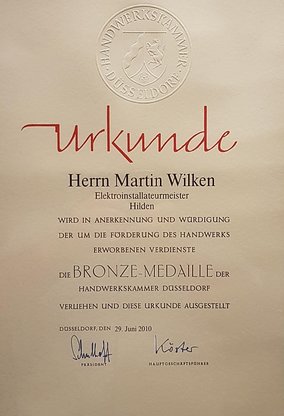 HANDWERKSKAMMER
DÜSSELDORF
Urkunde
Herrn Martin Wilken
Elektroinstallateurmeister
Hilden
WIRD IN ANERKENNUNG UND WÜRDIGUNG
DER UM DIE FÖRDERUNG DES HANDWERKS
ERWORBENEN VERDIENSTE
DIE BRONZE-MEDAILLE DER
HANDWERKSKAMMER DÜSSELDORF
VERLIEHEN UND DIESE URKUNDE AUSGESTELLT
DÜSSELDORF, DEN 29. Juni 2010
Schulhoff Köster
PRÄSIDENT HAUPTGESCHÄFTSFÜHRER